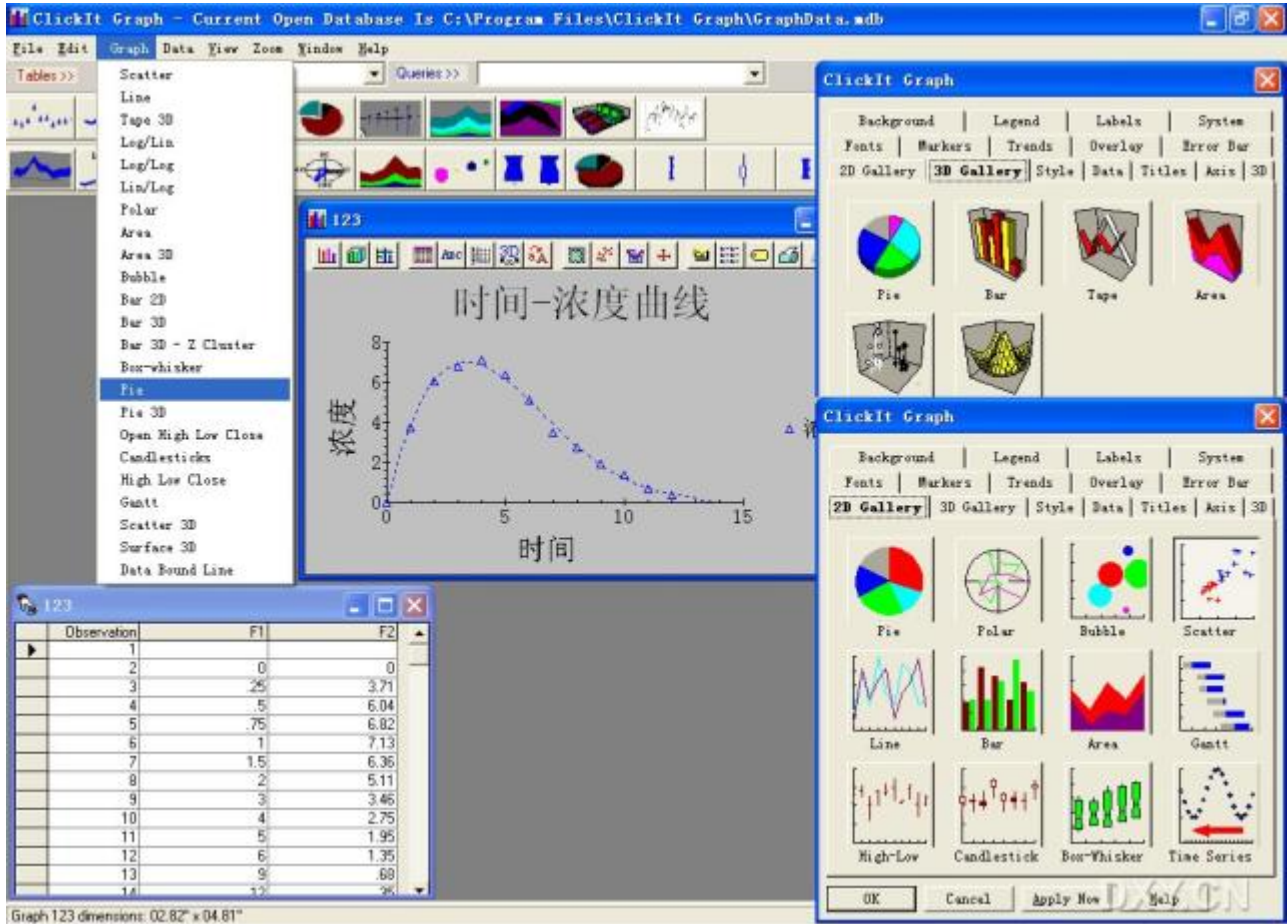 ClickIt Graph - Current Open Database Is C:\Program Files\ClickIt Graph\GraphData.mdb
File Edit Graph Data View Zoom Window Help
Tables >> Queries >>
Scatter
Line
Tape 3D
Log/Lin
Log/Log
Lin/Log
Polar
Area
Area 3D
Bubble
Bar 2D
Bar 3D
Bar 3D - Z Cluster
Box-whisker
Pie
Pie 3D
Open High Low Close
Candlesticks
High Low Close
Gantt
Scatter 3D
Surface 3D
Data Bound Line
123
Abc
时间-浓度曲线
浓度
8
6
4
2
0
0 5 10 15
时间
123
Observation F1 F2
1
2 0 0
3 .25 3.71
4 .5 6.04
5 .75 6.82
6 1 7.13
7 1.5 6.36
8 2 5.11
9 3 3.46
10 4 2.75
11 5 1.95
12 6 1.35
13 9 .68
14 12 .35
ClickIt Graph
Background Legend Labels System
Fonts Markers Trends Overlay Error Bar
2D Gallery 3D Gallery Style Data Titles Axis 3D
Pie Bar Tape Area
ClickIt Graph
Background Legend Labels System
Fonts Markers Trends Overlay Error Bar
2D Gallery 3D Gallery Style Data Titles Axis 3D
Pie Polar Bubble Scatter
Line Bar Area Gantt
High-Low Candlestick Box-Whisker Time Series
OK Cancel Apply Now Help
DXY.CN
Graph 123 dimensions: 02.82" x 04.81"